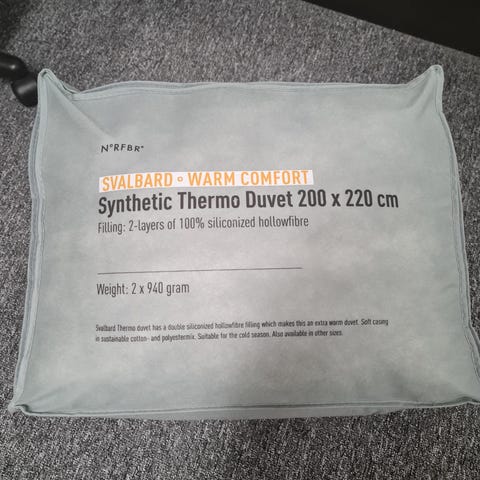 NºRFBRº
SVALBARD • WARM COMFORT
Synthetic Thermo Duvet 200 x 220 cm
Filling: 2-layers of 100% siliconized hollowfibre
Weight: 2 x 940 gram
Svalbard Thermo duvet has a double siliconized hollowfibre filling which makes this an extra warm duvet. Soft casing
in sustainable cotton- and polyestermix. Suitable for the cold season. Also available in other sizes.